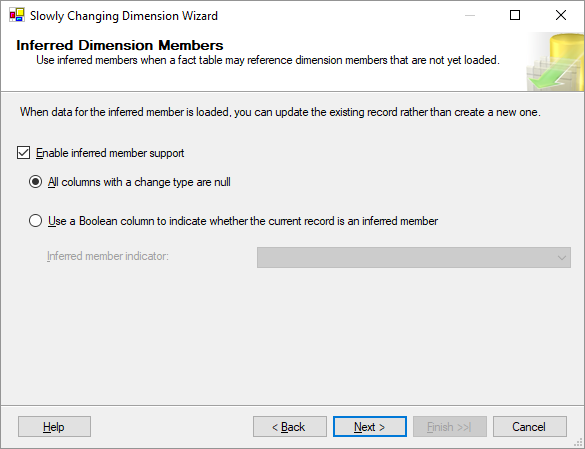 Slowly Changing Dimension Wizard
Inferred Dimension Members
Use inferred members when a fact table may reference dimension members that are not yet loaded.
When data for the inferred member is loaded, you can update the existing record rather than create a new one.
Enable inferred member support
All columns with a change type are null
Use a Boolean column to indicate whether the current record is an inferred member
Inferred member indicator:
Help
< Back
Next >
Finish >>|
Cancel